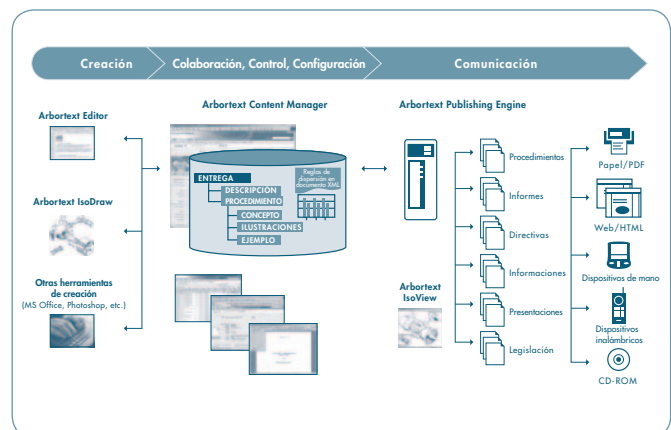 Creación
Colaboración, Control, Configuración
Comunicación
Arbortext Editor
Arbortext IsoDraw
Otras herramientas
de creación
(MS Office, Photoshop, etc.)
Arbortext Content Manager
ENTREGA
DESCRIPCIÓN
PROCEDIMIENTO
CONCEPTO
ILUSTRACIONES
EJEMPLO
Reglas de
dispersión en
documento XML
Arbortext Publishing Engine
Arbortext
IsoView
Procedimientos
Informes
Directivas
Informaciones
Presentaciones
Legislación
Papel/PDF
Web/HTML
Dispositivos de mano
Dispositivos
inalámbricos
CD-ROM